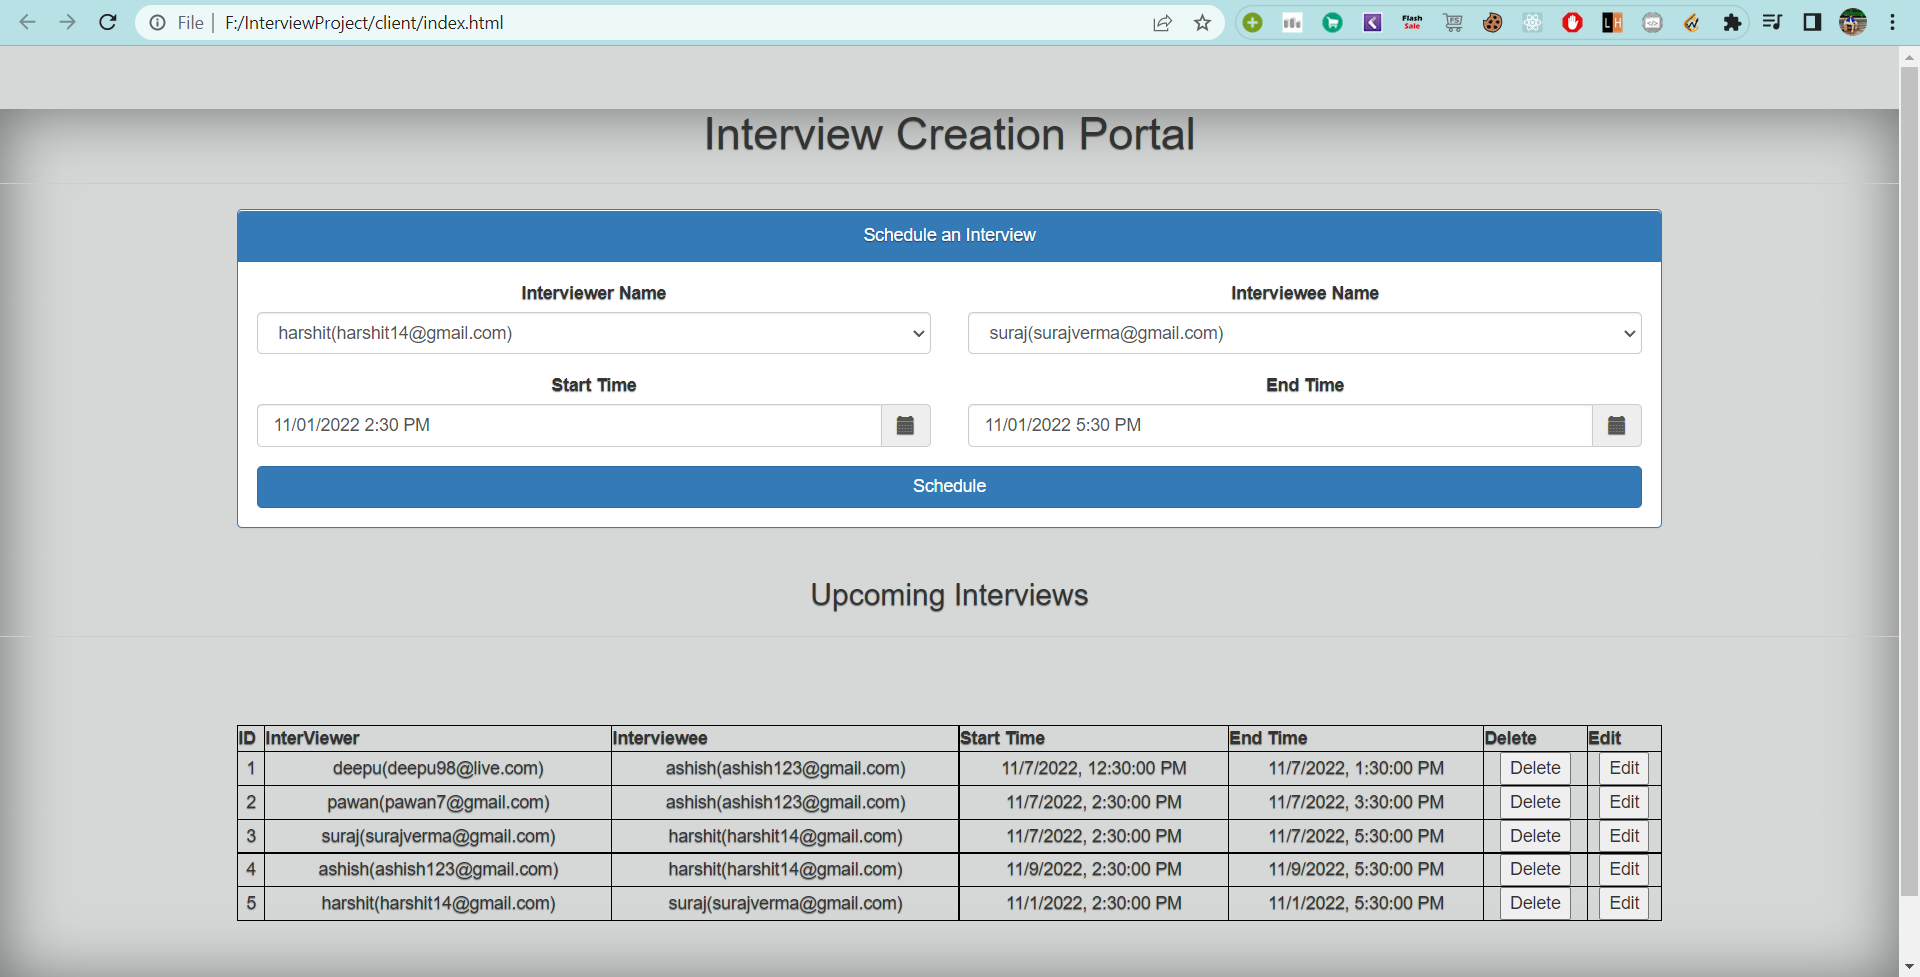 File F:/InterviewProject/client/index.html
Flash Sale
Interview Creation Portal
Schedule an Interview
Interviewer Name Interviewee Name
harshit(harshit14@gmail.com) suraj(surajverma@gmail.com)
Start Time End Time
11/01/2022 2:30 PM 11/01/2022 5:30 PM
Schedule
Upcoming Interviews
ID InterViewer Interviewee Start Time End Time Delete Edit
1 deepu(deepu98@live.com) ashish(ashish123@gmail.com) 11/7/2022, 12:30:00 PM 11/7/2022, 1:30:00 PM Delete Edit
2 pawan(pawan7@gmail.com) ashish(ashish123@gmail.com) 11/7/2022, 2:30:00 PM 11/7/2022, 3:30:00 PM Delete Edit
3 suraj(surajverma@gmail.com) harshit(harshit14@gmail.com) 11/7/2022, 2:30:00 PM 11/7/2022, 5:30:00 PM Delete Edit
4 ashish(ashish123@gmail.com) harshit(harshit14@gmail.com) 11/9/2022, 2:30:00 PM 11/9/2022, 5:30:00 PM Delete Edit
5 harshit(harshit14@gmail.com) suraj(surajverma@gmail.com) 11/1/2022, 2:30:00 PM 11/1/2022, 5:30:00 PM Delete Edit